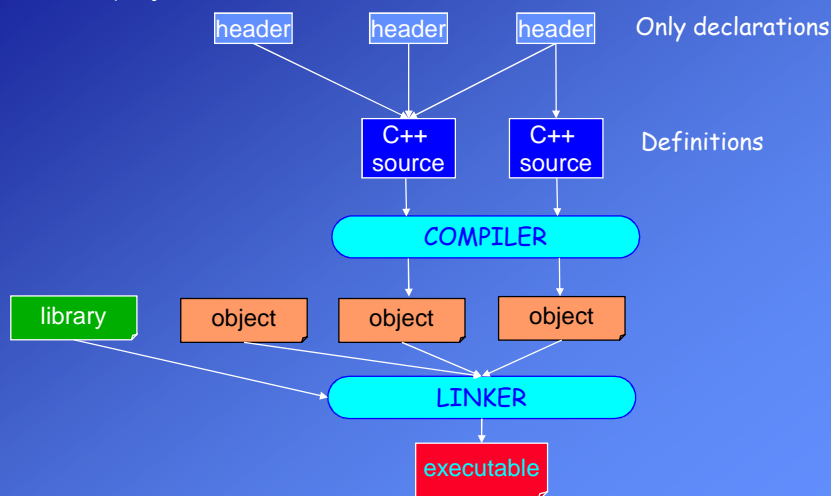 header header header Only declarations
C++ C++
source source
Definitions
COMPILER
library object object object
LINKER
executable